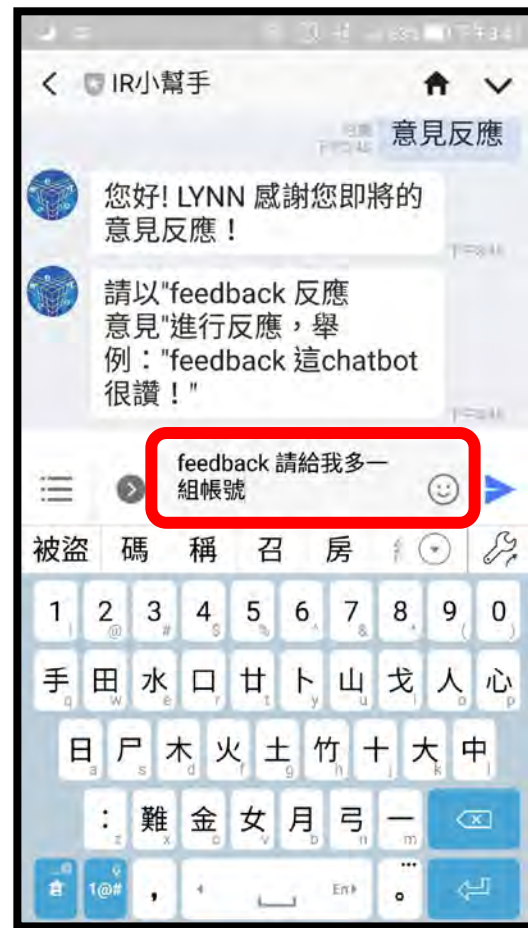 IR小幫手
意見反應
您好! LYNN 感謝您即將的
意見反應！
請以"feedback 反應
意見"進行反應，舉
例："feedback 這chatbot
很讚！"
feedback 請給我多一
組帳號
被盜 碼 稱 召 房
1 2 3 4 5 6 7 8 9 0
@ # $ % ^ & * ( )
手 田 水 口 廿 卜 山 戈 人 心
q w e r t y u i o p
日 尸 木 火 土 竹 十 大 中
a s d f g h j k l
： 難 金 女 月 弓 一
z x c v b n m
倉 1@# ， En 。